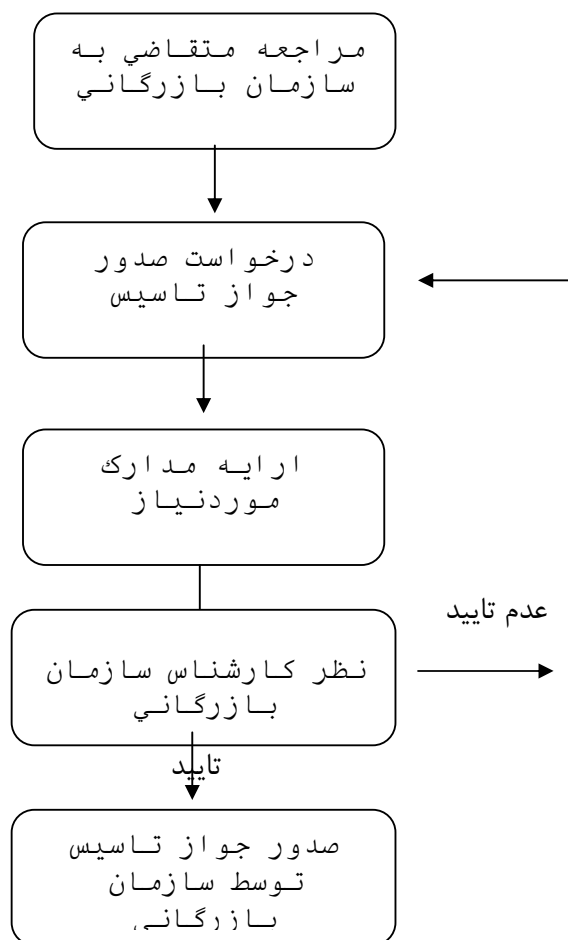 مراجعه متقاضي به
سازمان بازرگاني
درخواست صدور
جواز تاسيس
ارايه مدارك
موردنياز
عدم تاييد
نظر كارشناس سازمان
بازرگاني
تاييد
صدور جواز تاسيس
توسط سازمان
بازرگاني